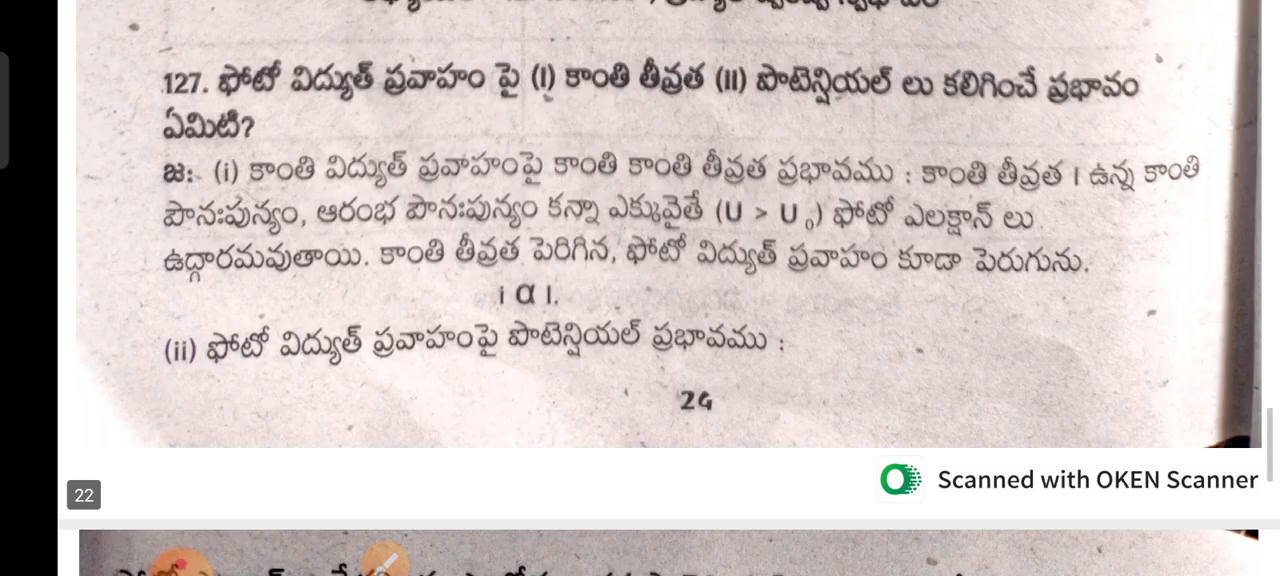 127. ఫోటో విద్యుత్ ప్రవాహం పై (I) కాంతి తీవ్రత (II) పొటెన్షియల్ లు కలిగించే ప్రభావం
ఏమిటి?
జ: (i) కాంతి విద్యుత్ ప్రవాహంపై కాంతి కాంతి తీవ్రత ప్రభావము : కాంతి తీవ్రత I ఉన్న కాంతి
పౌనఃపున్యం, ఆరంభ పౌనఃపున్యం కన్నా ఎక్కువైతే (υ > υ₀) ఫోటో ఎలక్ట్రాన్ లు
ఉద్గారమవుతాయి. కాంతి తీవ్రత పెరిగిన, ఫోటో విద్యుత్ ప్రవాహం కూడా పెరుగును.
i α I.
(ii) ఫోటో విద్యుత్ ప్రవాహంపై పొటెన్షియల్ ప్రభావము :
24
22
Scanned with OKEN Scanner